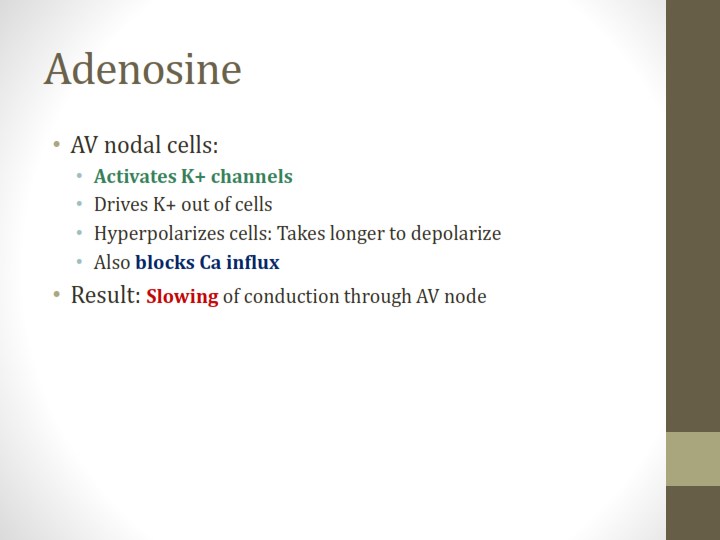 Adenosine
• AV nodal cells:
• Activates K+ channels
• Drives K+ out of cells
• Hyperpolarizes cells: Takes longer to depolarize
• Also blocks Ca influx
• Result: Slowing of conduction through AV node